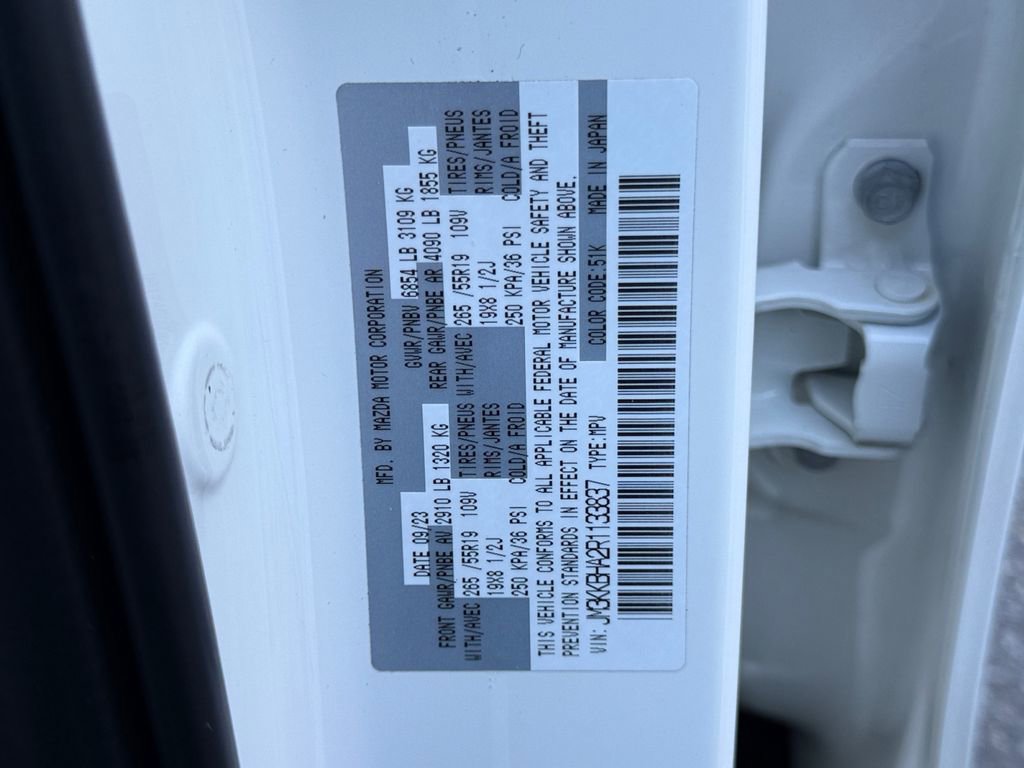 MFD. BY MAZDA MOTOR CORPORATION
DATE 09/23 GVWR/PNBV 6854 LB 3109 KG
FRONT GAWR/PNBE AU 2910 LB 1320 KG REAR GAWR/PNBE AR 4090 LB 1855 KG
WITH/AVEC 265 /55R19 109V TIRES/PNEUS WITH/AVEC 265 /55R19 109V TIRES/PNEUS
19X8 1/2J RIMS/JANTES 19X8 1/2J RIMS/JANTES
250 KPA/36 PSI COLD/A FROID 250 KPA/36 PSI COLD/A FROID
THIS VEHICLE CONFORMS TO ALL APPLICABLE FEDERAL MOTOR VEHICLE SAFETY AND THEFT
PREVENTION STANDARDS IN EFFECT ON THE DATE OF MANUFACTURE SHOWN ABOVE.
VIN: JM3KKBHA2R1133837 TYPE:MPV COLOR CODE:51K MADE IN JAPAN